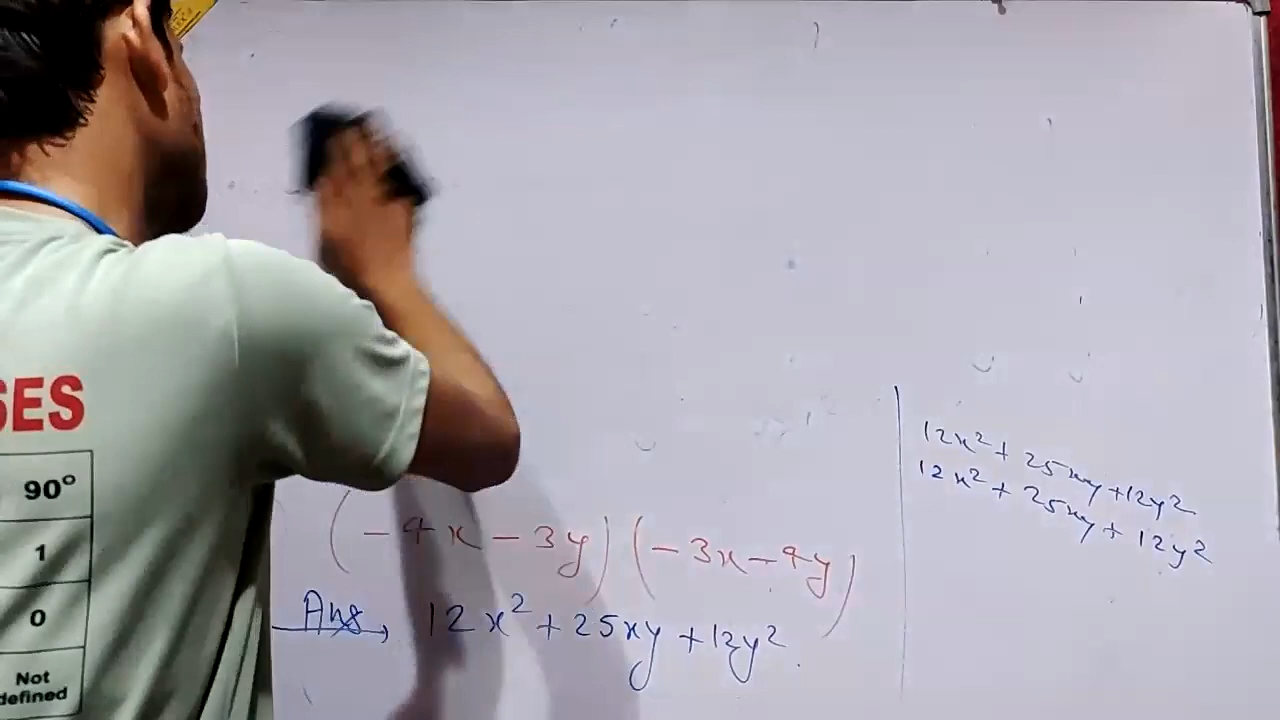 SES
90°
1
0
Not
defined
(-4x-3y)(-3x-4y)
Ans → 12x²+25xy+12y²
12x²+25xy+12y²
12x²+25xy+12y²